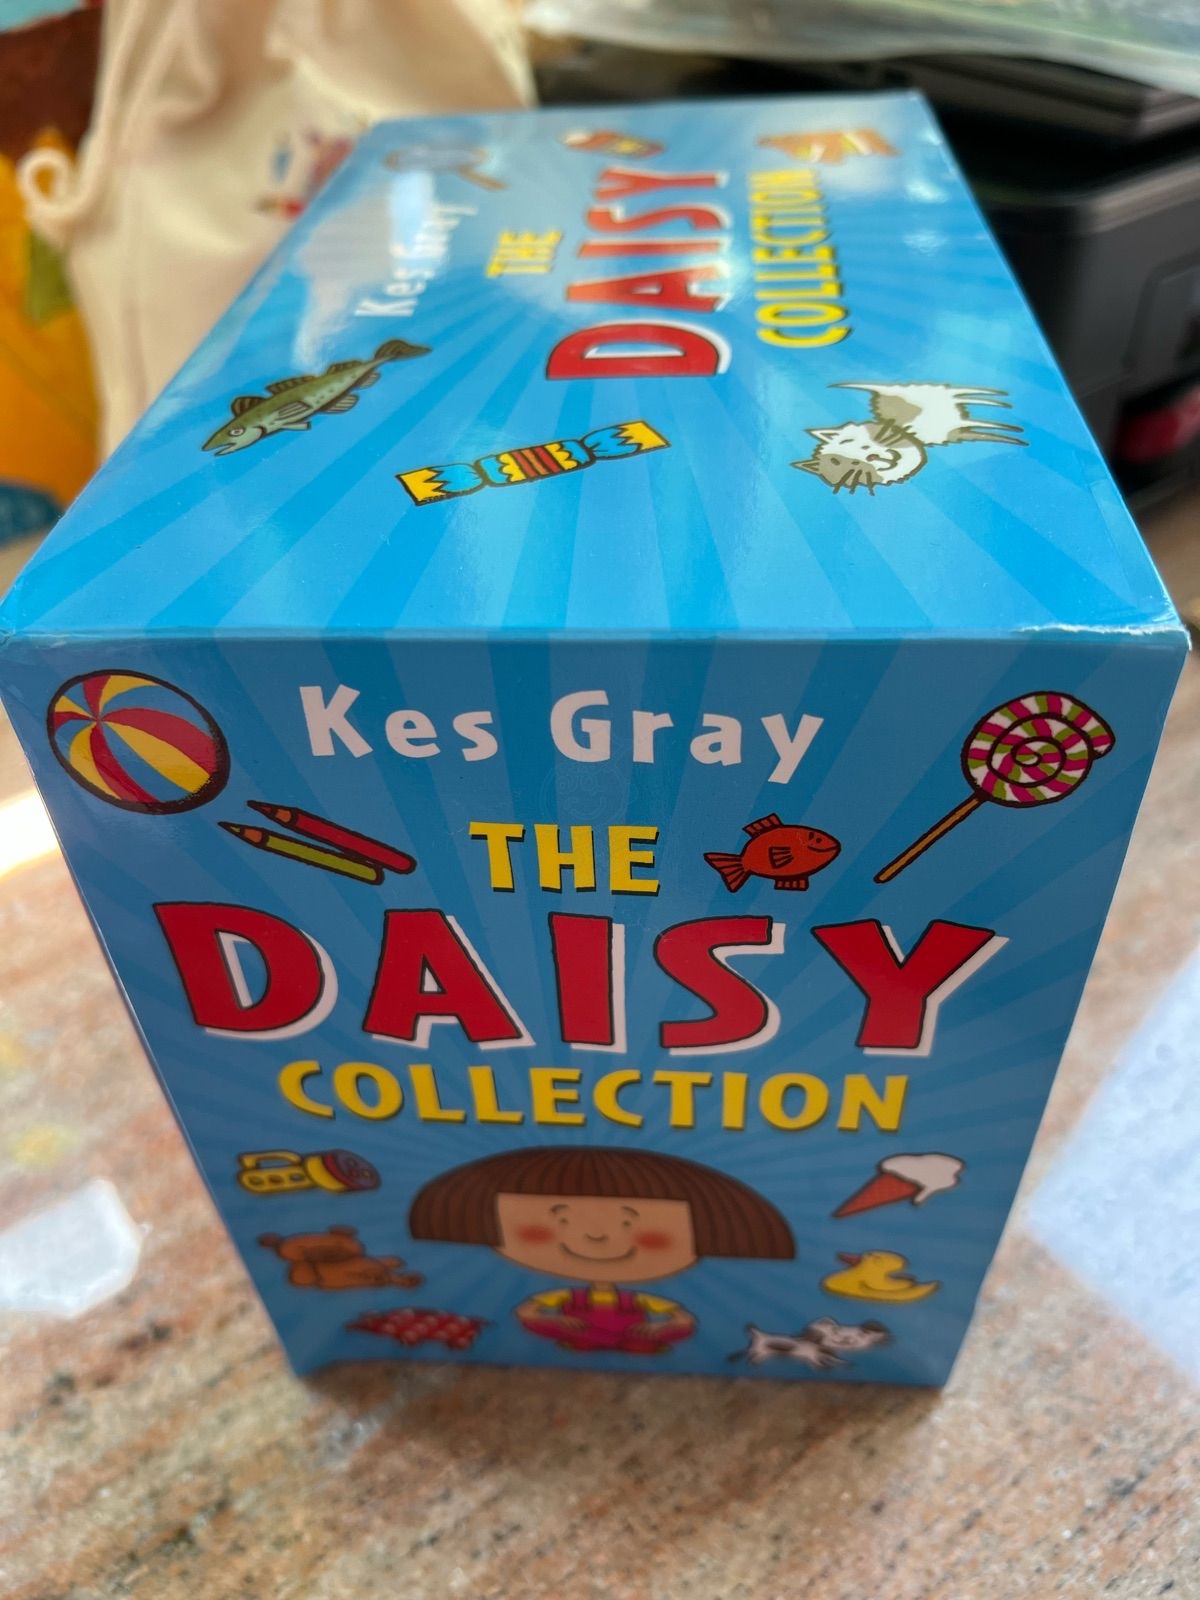 Kes Gray
THE
DAISY
COLLECTION
Kes Gray
THE
DAISY
COLLECTION